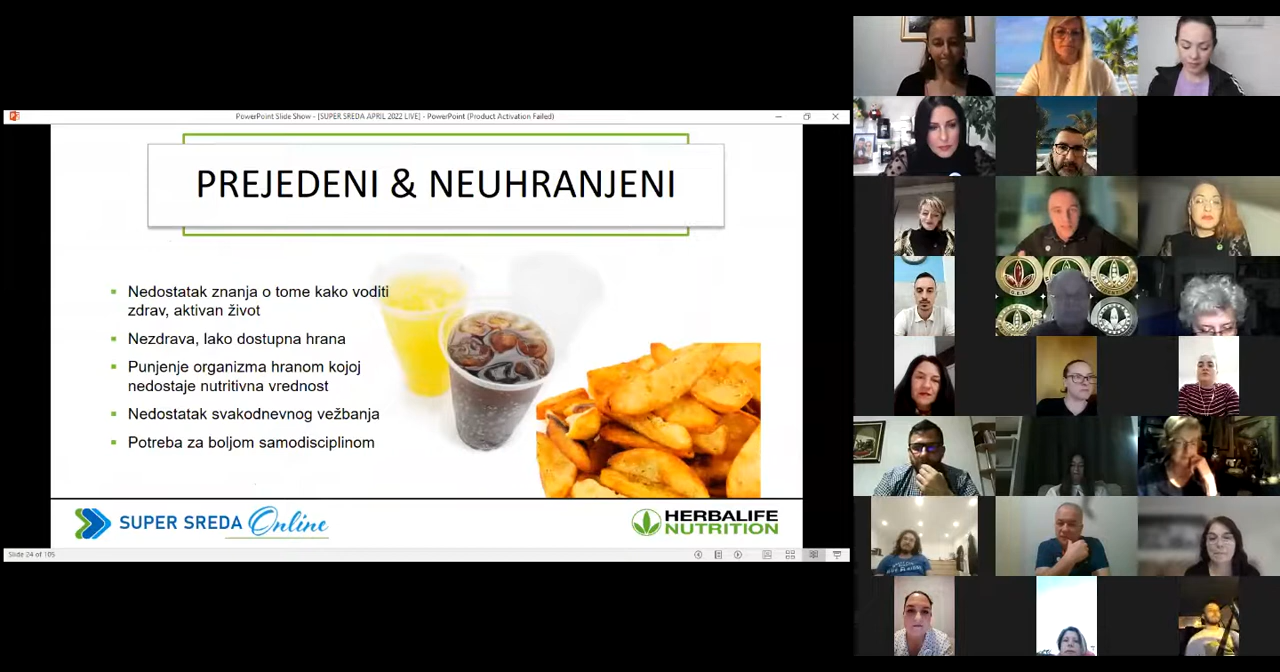 PowerPoint Slide Show - [SUPER SREDA APRIL 2022 LIVE] - PowerPoint (Product Activation Failed)
PREJEDENI & NEUHRANJENI
Nedostatak znanja o tome kako voditi
zdrav, aktivan život
Nezdrava, lako dostupna hrana
Punjenje organizma hranom kojoj
nedostaje nutritivna vrednost
Nedostatak svakodnevnog vežbanja
Potreba za boljom samodisciplinom
SUPER SREDA Online
HERBALIFE
NUTRITION
Slide 24 of 105